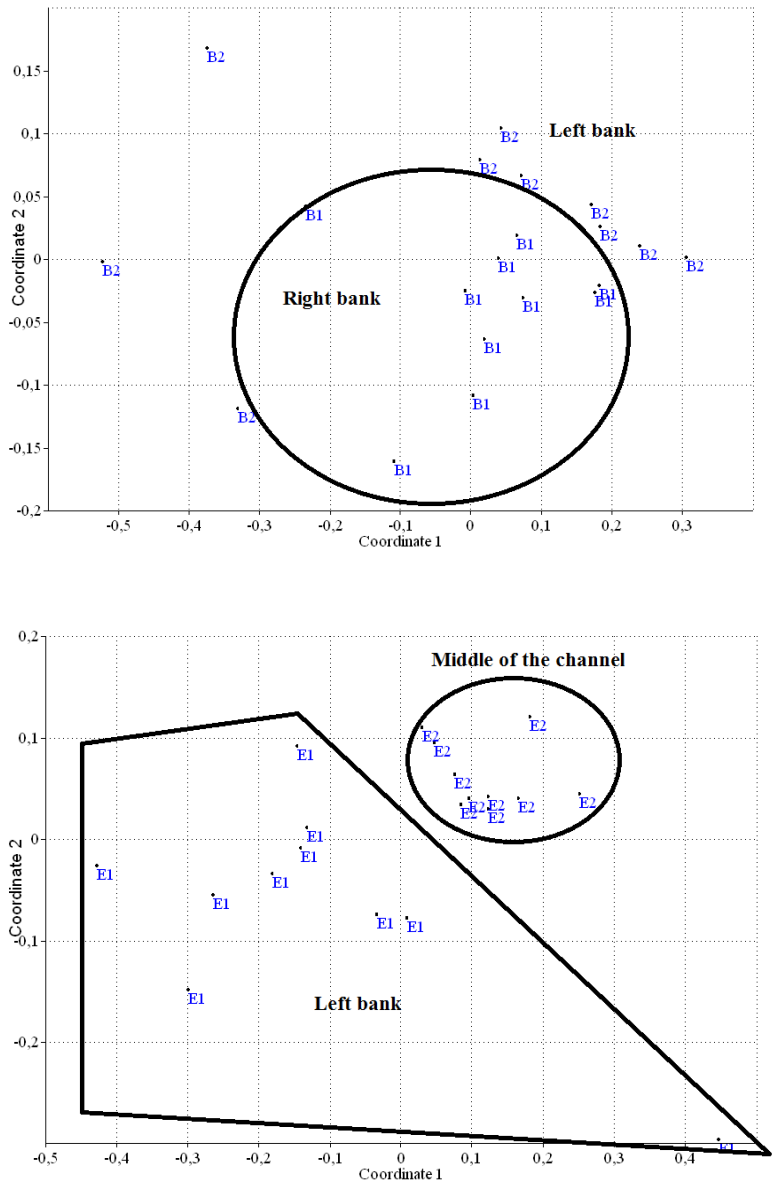 0,15
0,1
0,05
0
-0,05
-0,1
-0,15
-0,2
Coordinate 2
B2
B2
Left bank
B2
B2
B2
B2
B1
B1
B2
B1
B2
B2
Right bank
B1
B1
B1
B1
B1
B2
B1
B1
-0,5
-0,4
-0,3
-0,2
-0,1
0
0,1
0,2
0,3
Coordinate 1
0,2
0,1
0
-0,1
-0,2
Coordinate 2
Middle of the channel
E2
E2
E2
E1
E2
E2
E2
E2
E2
E2
E2
E1
E1
E1
E1
E1
E1
E1
E1
Left bank
E1
-0,5
-0,4
-0,3
-0,2
-0,1
0
0,1
0,2
0,3
0,4
Coordinate 1